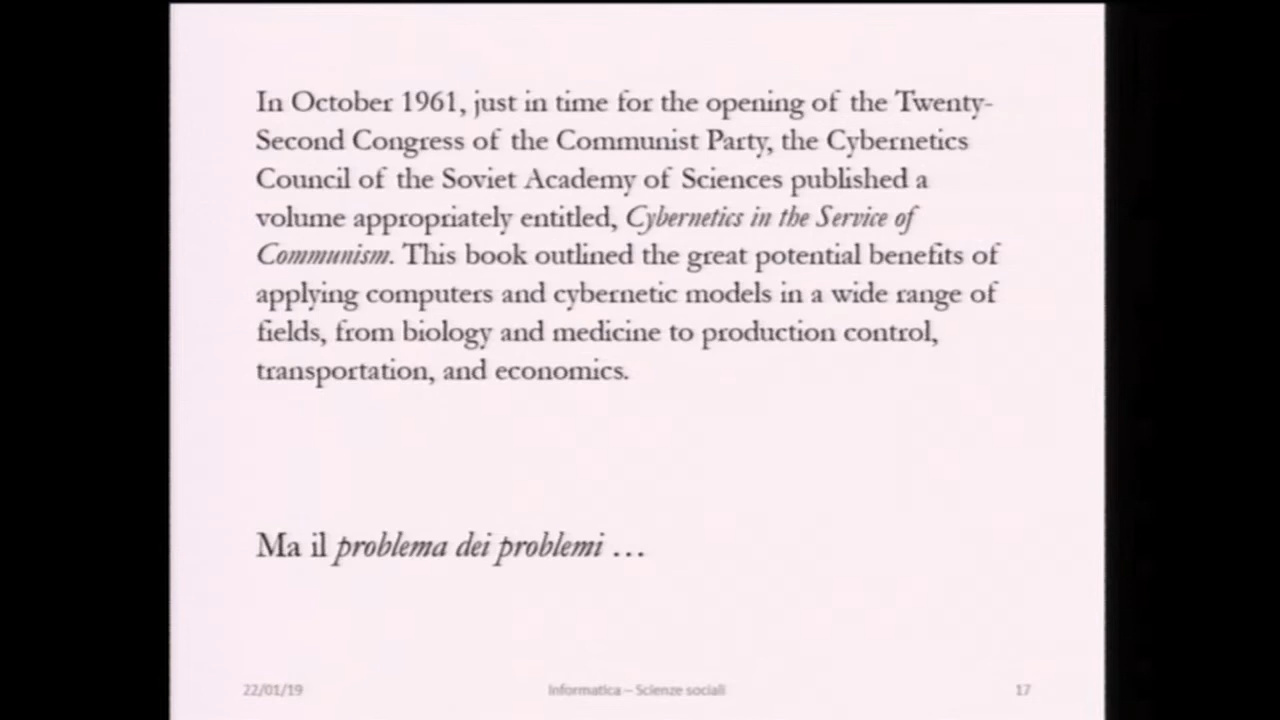 In October 1961, just in time for the opening of the Twenty-
Second Congress of the Communist Party, the Cybernetics
Council of the Soviet Academy of Sciences published a
volume appropriately entitled, Cybernetics in the Service of
Communism. This book outlined the great potential benefits of
applying computers and cybernetic models in a wide range of
fields, from biology and medicine to production control,
transportation, and economics.
Ma il problema dei problemi …
22/01/19 Informatica – Scienze sociali 17